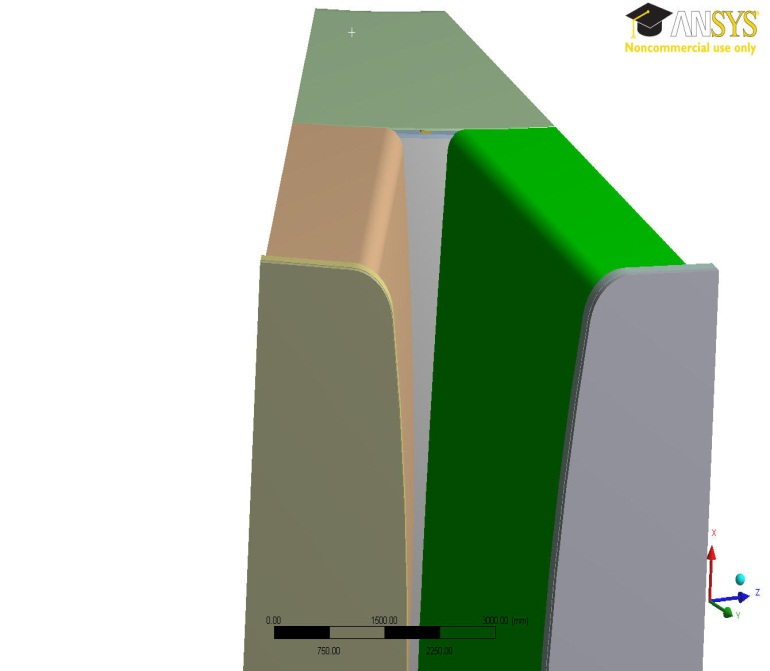 ANSYS
Noncommercial use only
X
Z
Y
0.00 1500.00 3000.00 (mm)
750.00 2250.00